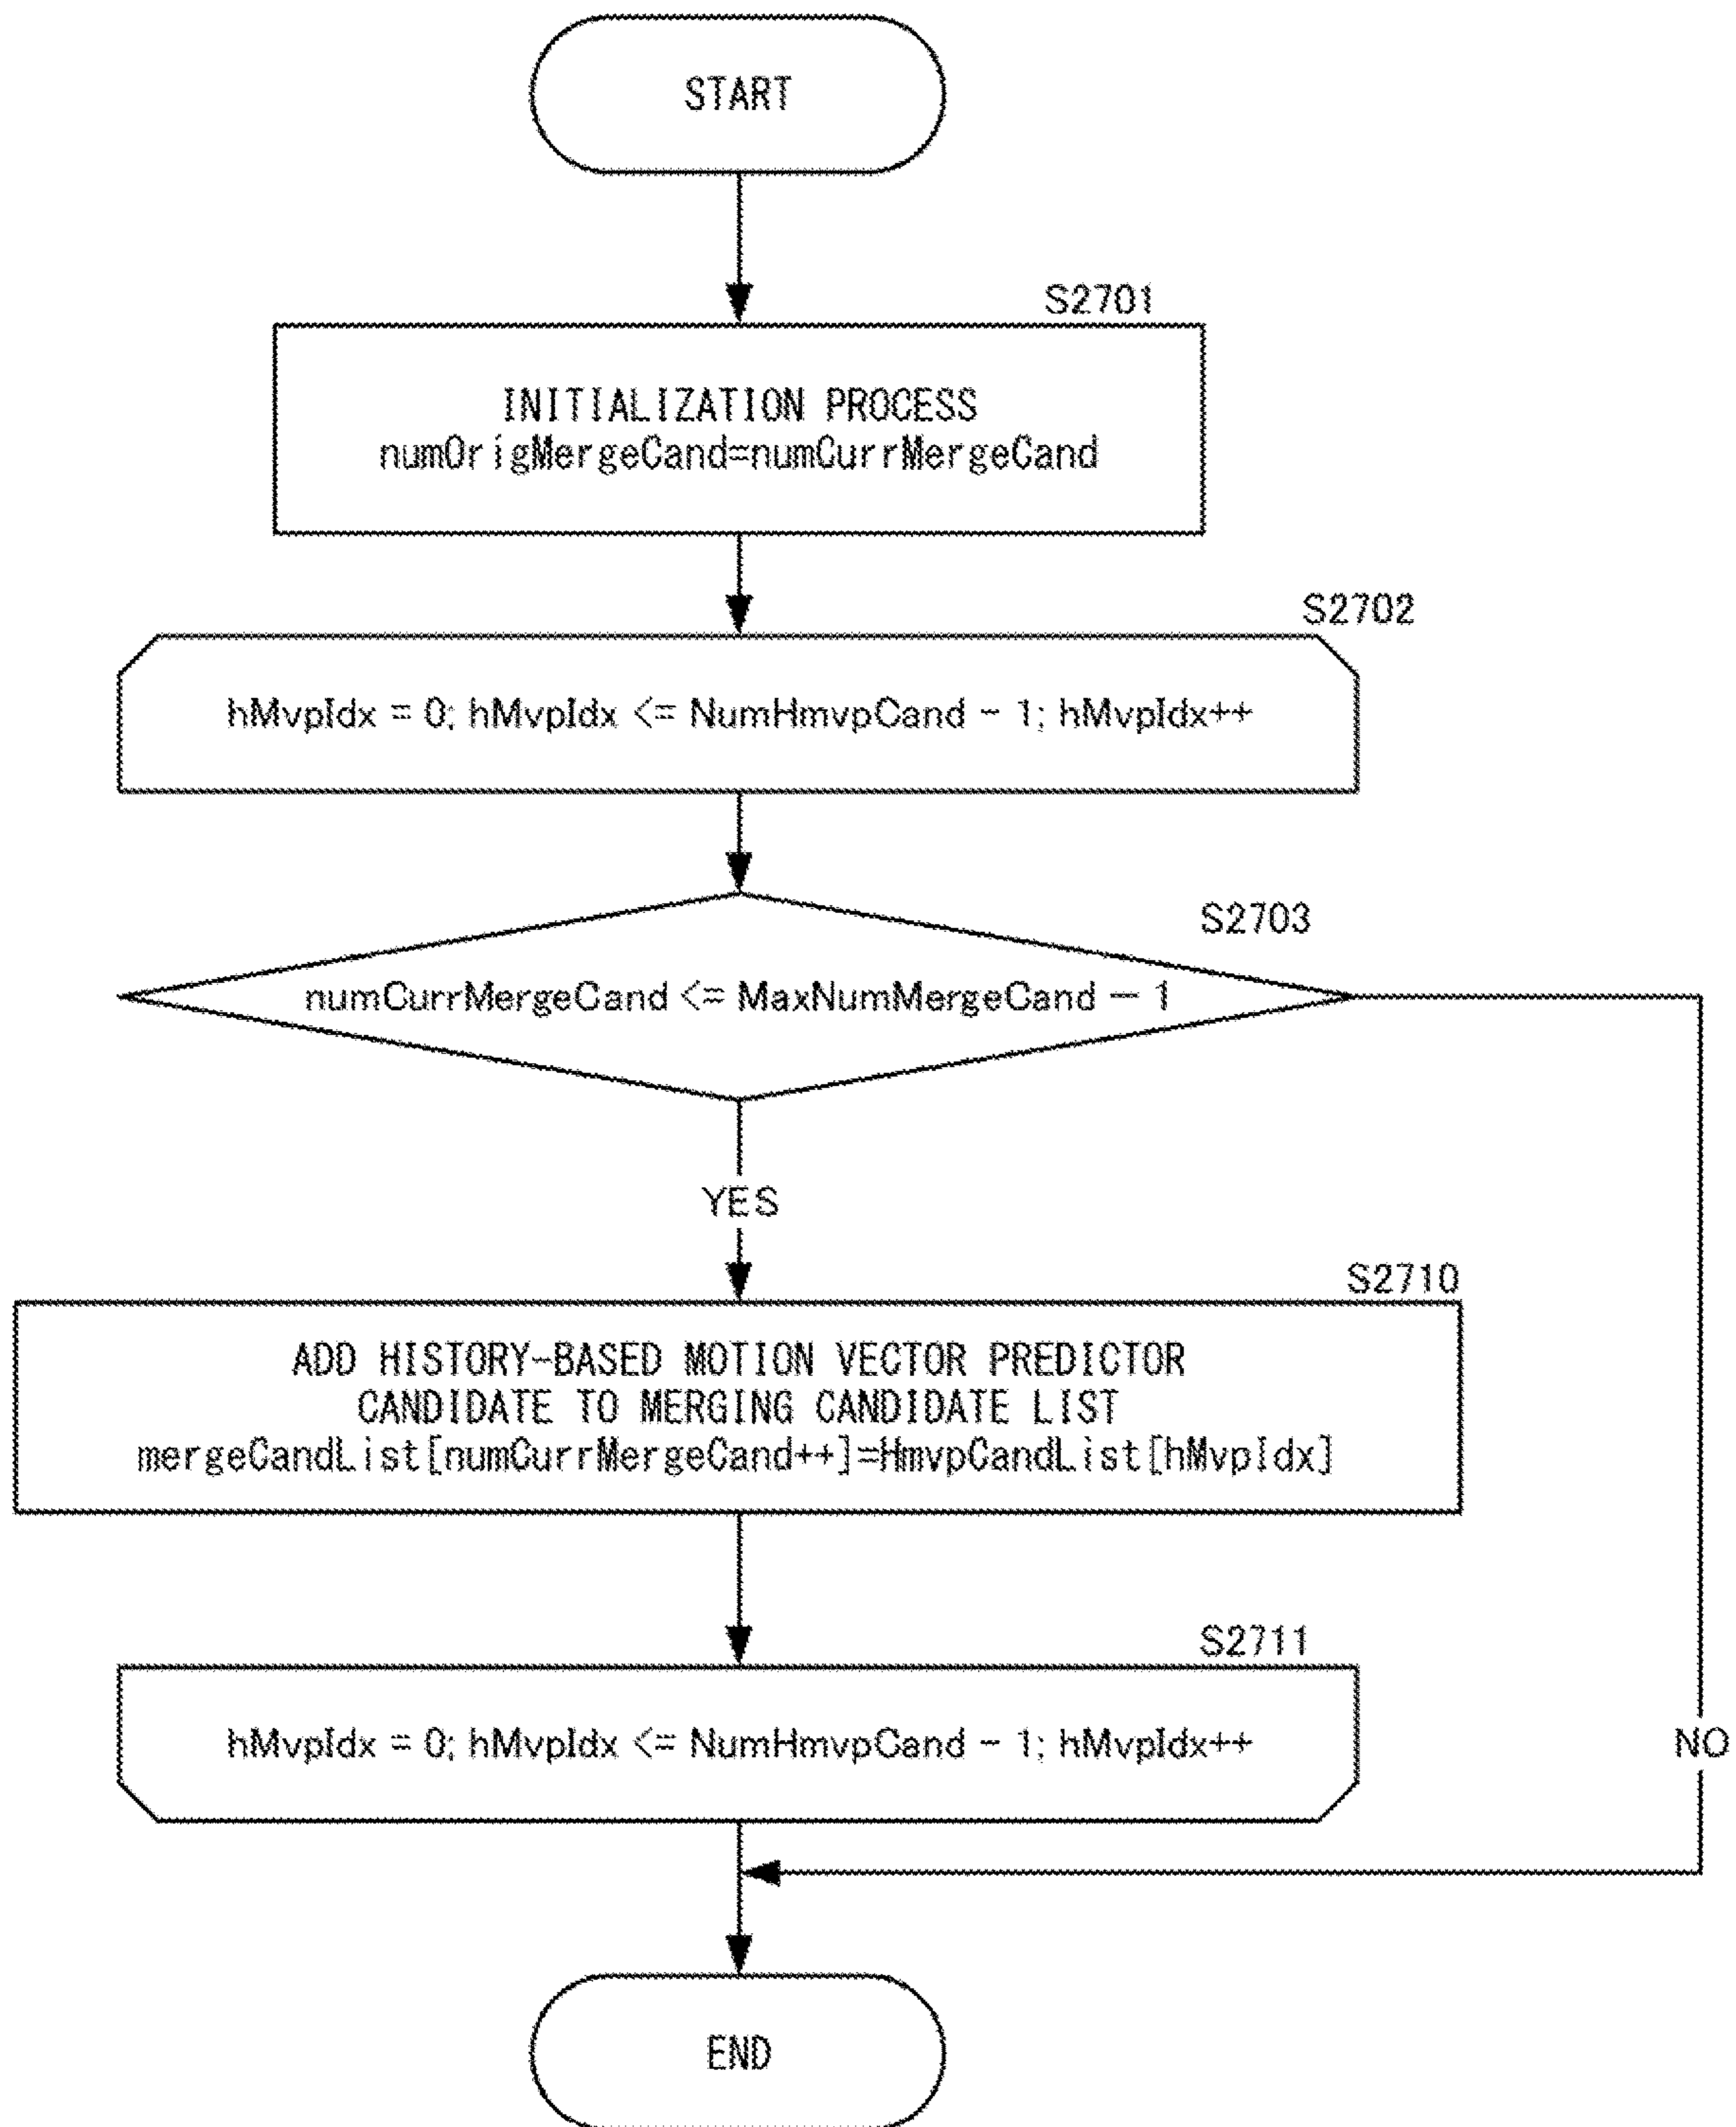 START
S2701
INITIALIZATION PROCESS
numOrigMergeCand=numCurrMergeCand
S2702
hMvpIdx = 0; hMvpIdx <= NumHmvpCand - 1; hMvpIdx++
S2703
numCurrMergeCand <= MaxNumMergeCand - 1
YES
S2710
ADD HISTORY-BASED MOTION VECTOR PREDICTOR
CANDIDATE TO MERGING CANDIDATE LIST
mergeCandList[numCurrMergeCand++]=HmvpCandList[hMvpIdx]
S2711
hMvpIdx = 0; hMvpIdx <= NumHmvpCand - 1; hMvpIdx++
NO
END